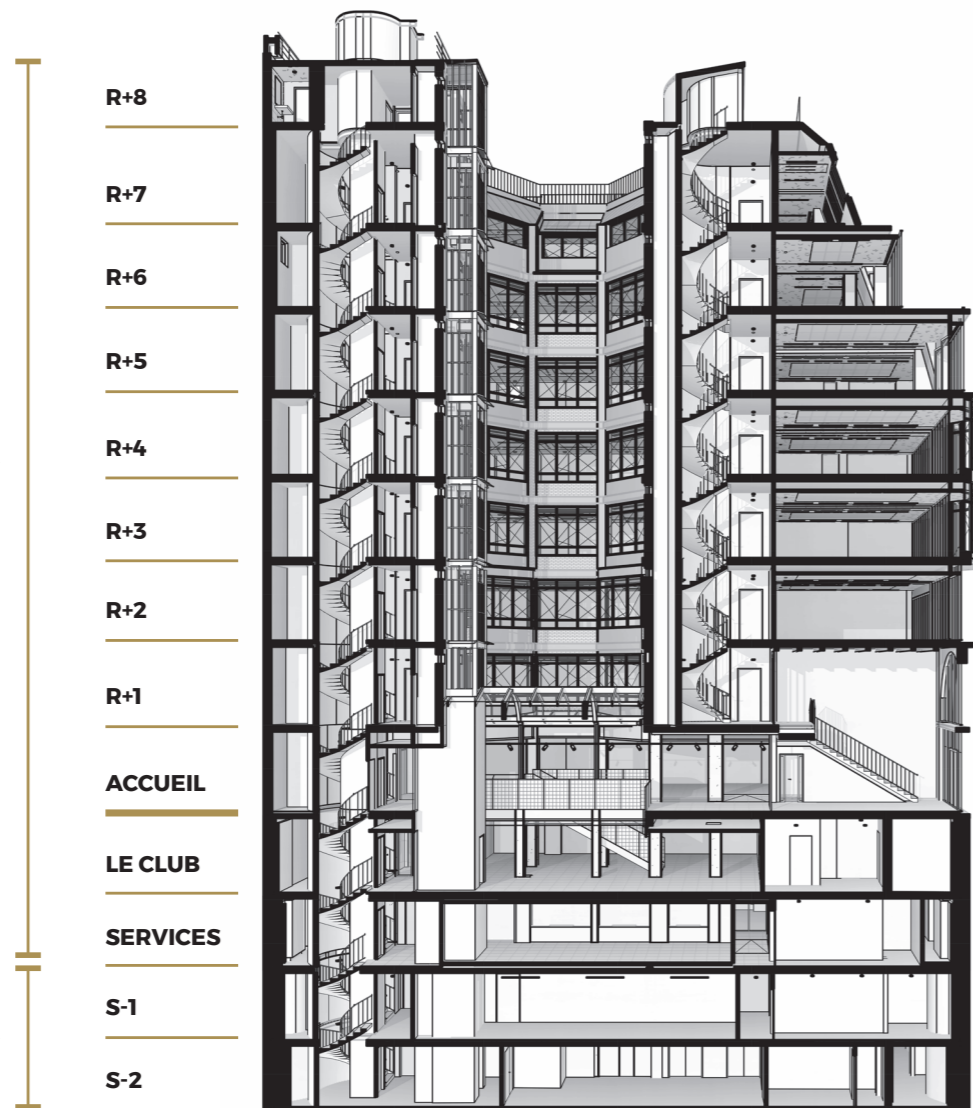 R+8
R+7
R+6
R+5
R+4
R+3
R+2
R+1
ACCUEIL
LE CLUB
SERVICES
S-1
S-2